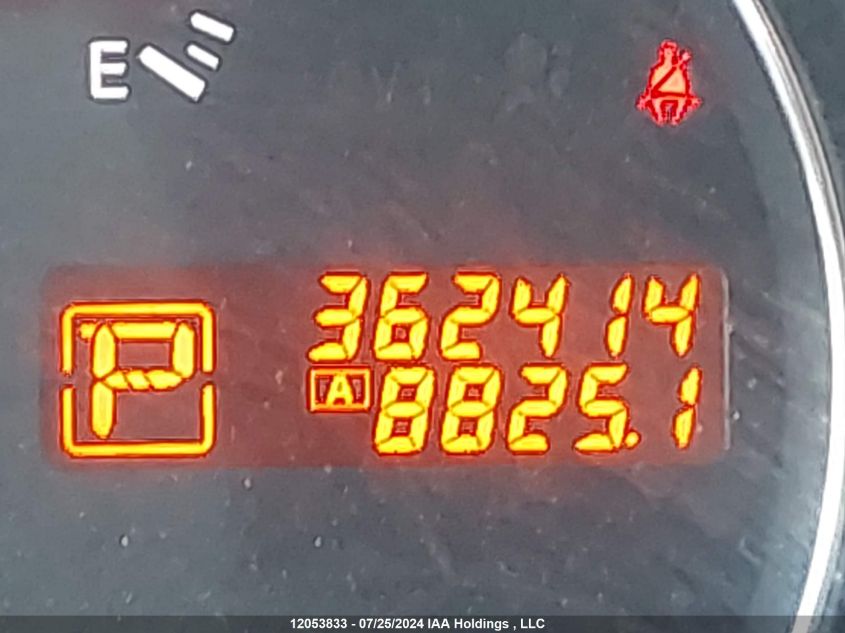 E
362414
P
A 8825.1
12053833 - 07/25/2024 IAA Holdings , LLC